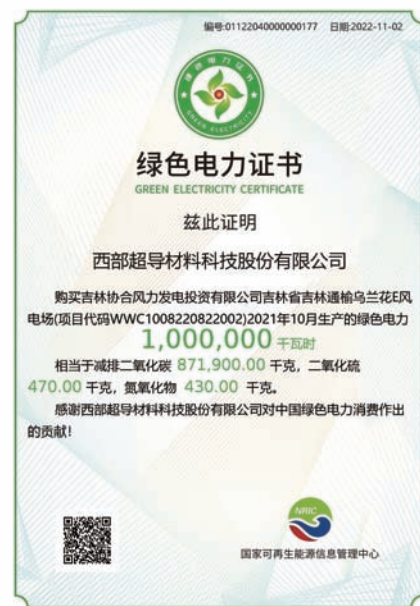 编号:01122040000000177 日期:2022-11-02
绿色电力证书
GREEN ELECTRICITY
绿色电力证书
GREEN ELECTRICITY CERTIFICATE
兹此证明
西部超导材料科技股份有限公司
购买吉林协合风力发电投资有限公司吉林省吉林通榆乌兰花E风
电场(项目代码WWC1008220822002)2021年10月生产的绿色电力
1,000,000 千瓦时
相当于减排二氧化碳 871,900.00 千克，二氧化硫
470.00 千克，氮氧化物 430.00 千克。
感谢西部超导材料科技股份有限公司对中国绿色电力消费作出
的贡献!
NRIC
国家可再生能源信息管理中心